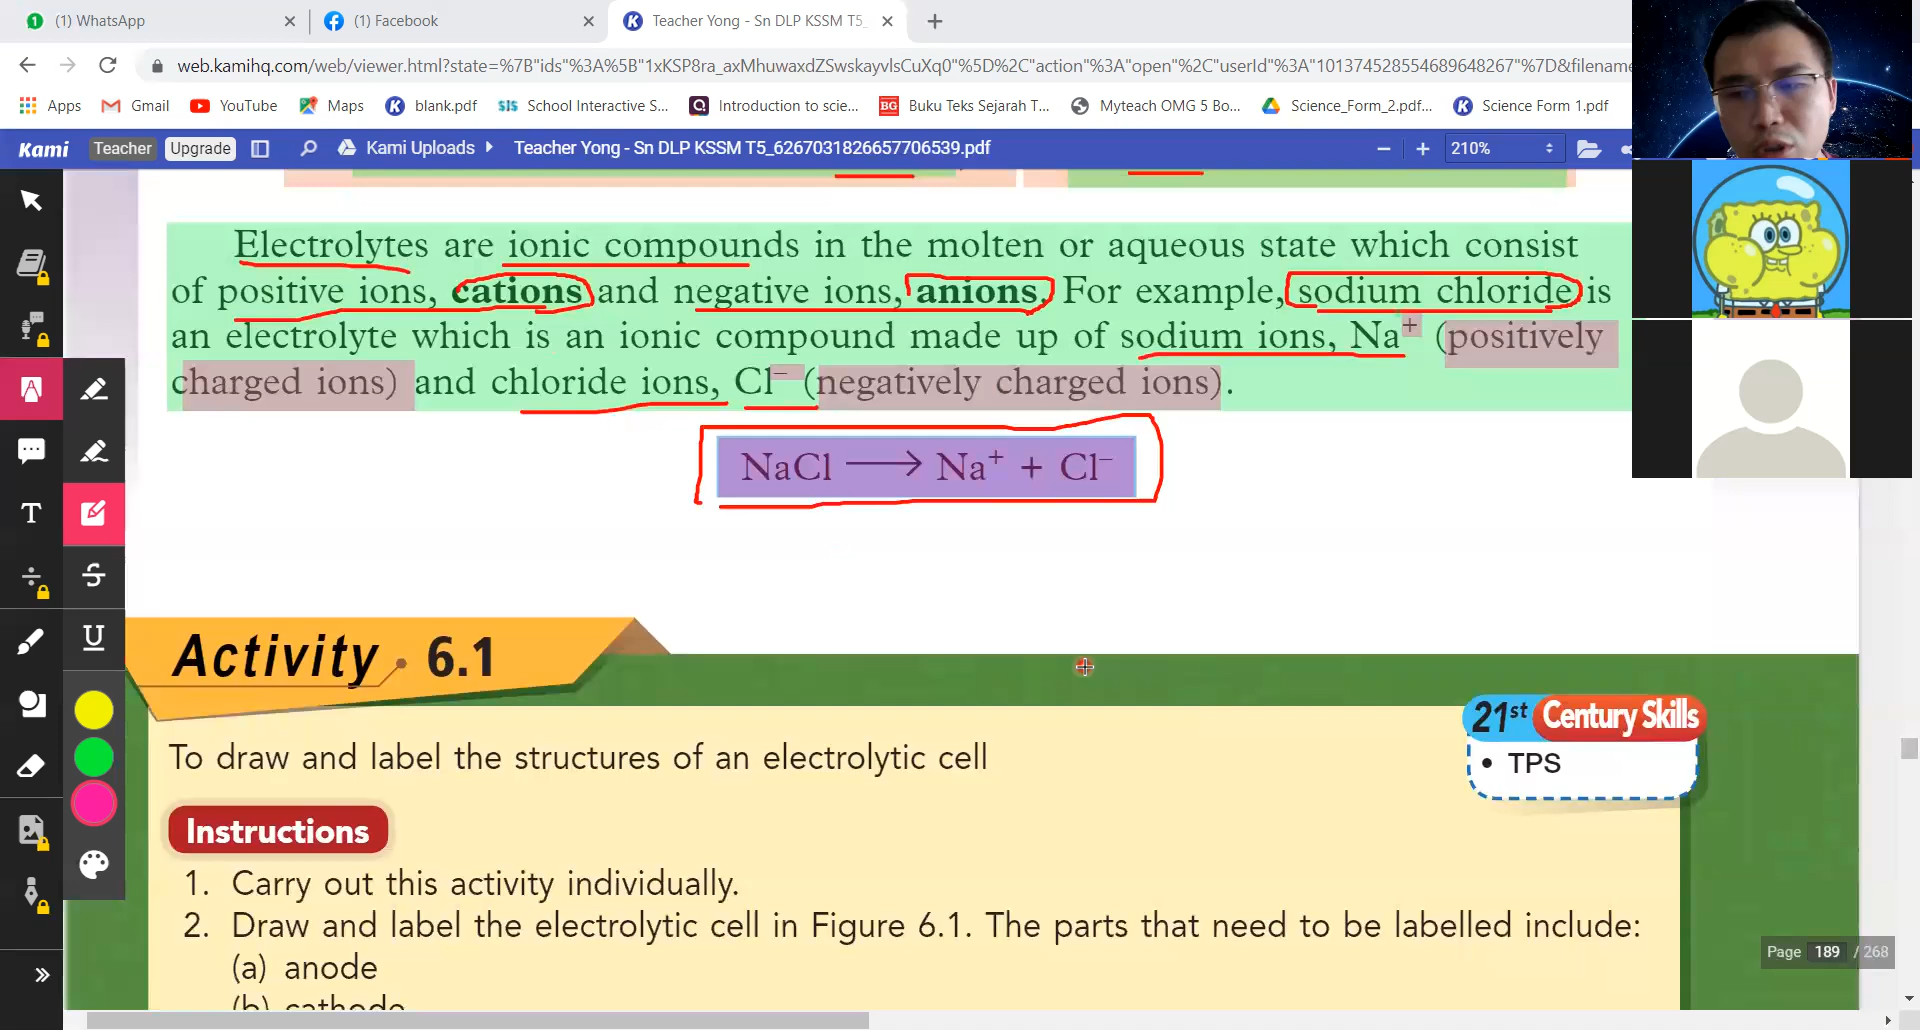 (1) WhatsApp
(1) Facebook
Teacher Yong - Sn DLP KSSM T5_
web.kamihq.com/web/viewer.html?state=%7B"ids"%3A%5B"1xKSP8ra_axMhuwaxdZSwskayvlsCuXq0"%5D%2C"action"%3A"open"%2C"userId"%3A"101374528554689648267"%7D&filename
Apps
Gmail
YouTube
Maps
blank.pdf
School Interactive S...
Introduction to scie...
Buku Teks Sejarah T...
Myteach OMG 5 Bo...
Science_Form_2.pdf...
Science Form 1.pdf
Kami
Teacher
Upgrade
Kami Uploads
Teacher Yong - Sn DLP KSSM T5_6267031826657706539.pdf
210%
Electrolytes are ionic compounds in the molten or aqueous state which consist
of positive ions, cations and negative ions, anions. For example, sodium chloride is
an electrolyte which is an ionic compound made up of sodium ions, Na⁺ (positively
charged ions) and chloride ions, Cl⁻ (negatively charged ions).
NaCl ⟶ Na⁺ + Cl⁻
Activity 6.1
21st Century Skills
• TPS
To draw and label the structures of an electrolytic cell
Instructions
1. Carry out this activity individually.
2. Draw and label the electrolytic cell in Figure 6.1. The parts that need to be labelled include:
(a) anode
(b) cathode
Page 189 / 268